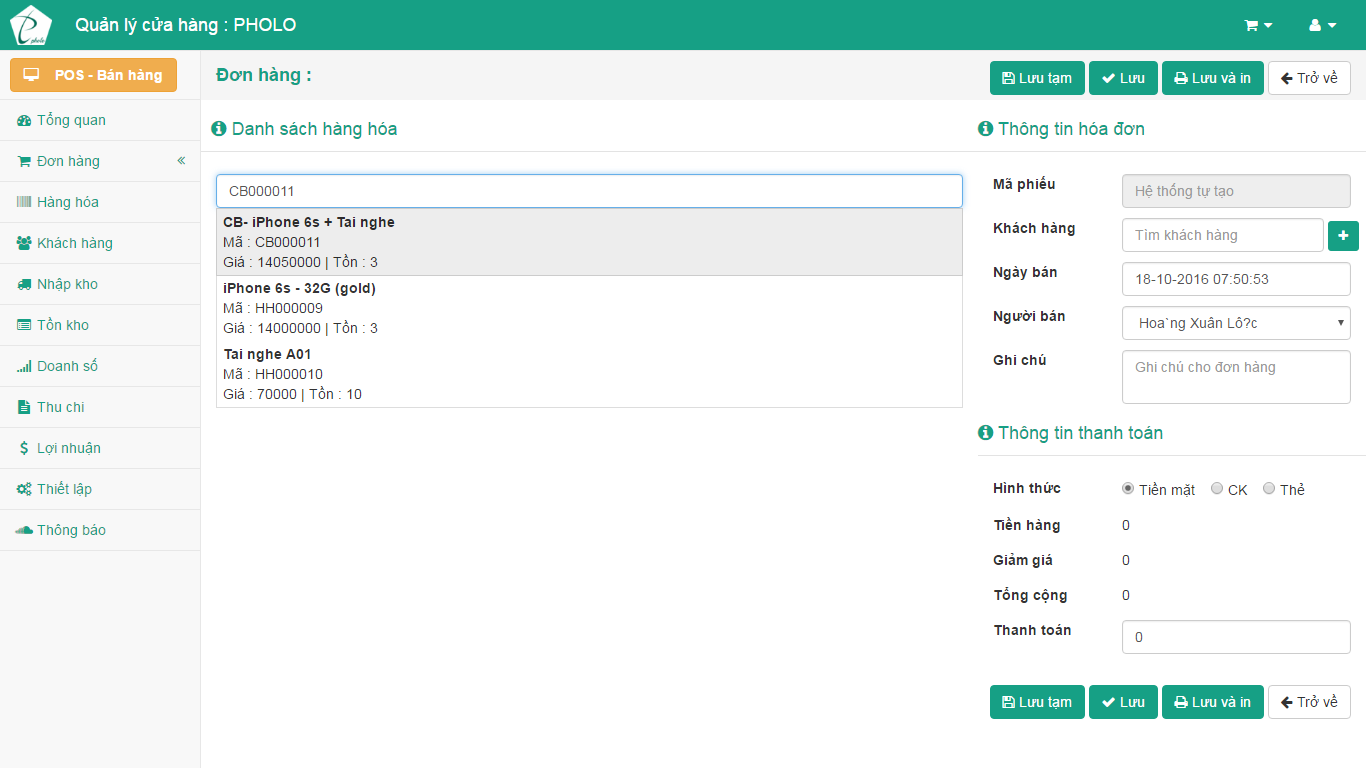 pholo
Quản lý cửa hàng : PHOLO
POS - Bán hàng
Tổng quan
Đơn hàng
Hàng hóa
Khách hàng
Nhập kho
Tồn kho
Doanh số
Thu chi
Lợi nhuận
Thiết lập
Thông báo
Đơn hàng :
Lưu tạm
Lưu
Lưu và in
Trở về
Danh sách hàng hóa
CB000011
CB- iPhone 6s + Tai nghe
Mã : CB000011
Giá : 14050000 | Tồn : 3
iPhone 6s - 32G (gold)
Mã : HH000009
Giá : 14000000 | Tồn : 3
Tai nghe A01
Mã : HH000010
Giá : 70000 | Tồn : 10
Thông tin hóa đơn
Mã phiếu Hệ thống tự tạo
Khách hàng Tìm khách hàng
Ngày bán 18-10-2016 07:50:53
Người bán Hoa`ng Xuân Lô?c
Ghi chú Ghi chú cho đơn hàng
Thông tin thanh toán
Hình thức Tiền mặt CK Thẻ
Tiền hàng 0
Giảm giá 0
Tổng cộng 0
Thanh toán 0
Lưu tạm
Lưu
Lưu và in
Trở về